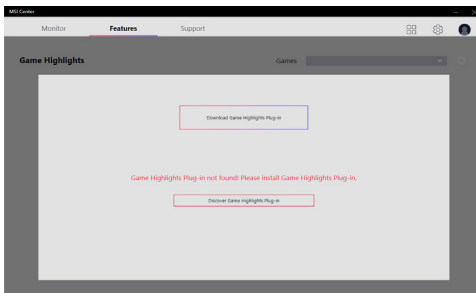 MSI Center
Monitor Features Support
Game Highlights Games
Download Game Highlights Plug-in
Game Highlights Plug-in not found! Please install Game Highlights Plug-in.
Discover Game Highlights Plug-in